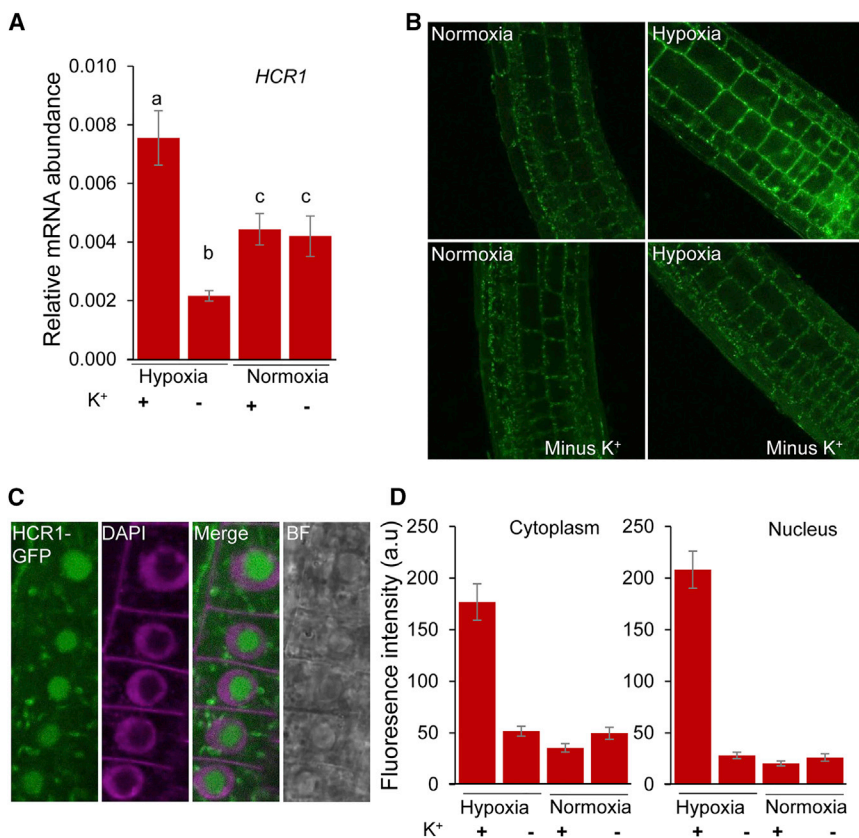 A
HCR1
Relative mRNA abundance
0.010
0.008
0.006
0.004
0.002
0.000
a
b
c
c
Hypoxia Normoxia
K+ + - + -
B
Normoxia
Hypoxia
Normoxia
Hypoxia
Minus K+
Minus K+
C
HCR1-
GFP
DAPI
Merge
BF
D
Fluoresence intensity (a.u)
Cytoplasm
250
200
150
100
50
0
Hypoxia Normoxia
K+ + - + -
Nucleus
250
200
150
100
50
0
Hypoxia Normoxia
+ - + -